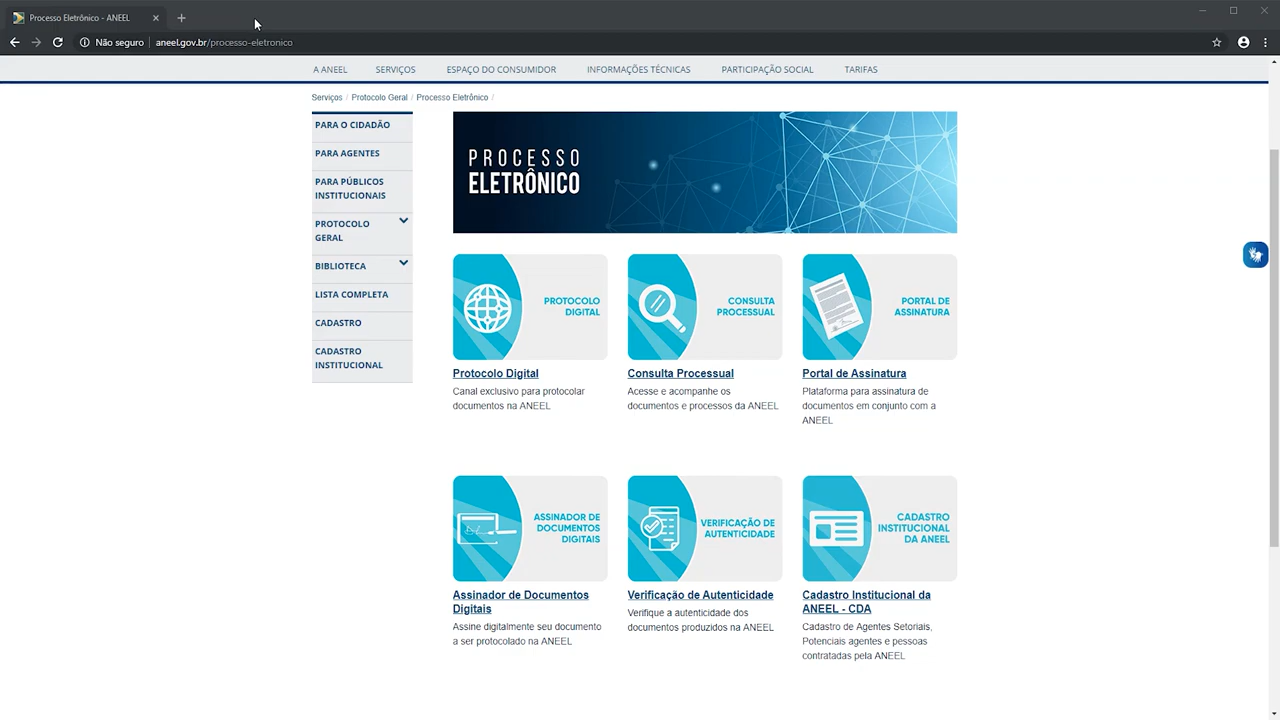 Processo Eletrônico - ANEEL
Não seguro
aneel.gov.br/processo-eletronico
A ANEEL SERVIÇOS ESPAÇO DO CONSUMIDOR INFORMAÇÕES TÉCNICAS PARTICIPAÇÃO SOCIAL TARIFAS
Serviços / Protocolo Geral / Processo Eletrônico /
PARA O CIDADÃO
PARA AGENTES
PARA PÚBLICOS
INSTITUCIONAIS
PROTOCOLO
GERAL
BIBLIOTECA
LISTA COMPLETA
CADASTRO
CADASTRO
INSTITUCIONAL
PROCESSO
ELETRÔNICO
PROTOCOLO
DIGITAL
Protocolo Digital
Canal exclusivo para protocolar
documentos na ANEEL
CONSULTA
PROCESSUAL
Consulta Processual
Acesse e acompanhe os
documentos e processos da ANEEL
PORTAL DE
ASSINATURA
Portal de Assinatura
Plataforma para assinatura de
documentos em conjunto com a
ANEEL
ASSINADOR DE
DOCUMENTOS
DIGITAIS
Assinador de Documentos
Digitais
Assine digitalmente seu documento
a ser protocolado na ANEEL
VERIFICAÇÃO DE
AUTENTICIDADE
Verificação de Autenticidade
Verifique a autenticidade dos
documentos produzidos na ANEEL
CADASTRO
INSTITUCIONAL
DA ANEEL
Cadastro Institucional da
ANEEL - CDA
Cadastro de Agentes Setoriais,
Potenciais agentes e pessoas
contratadas pela ANEEL